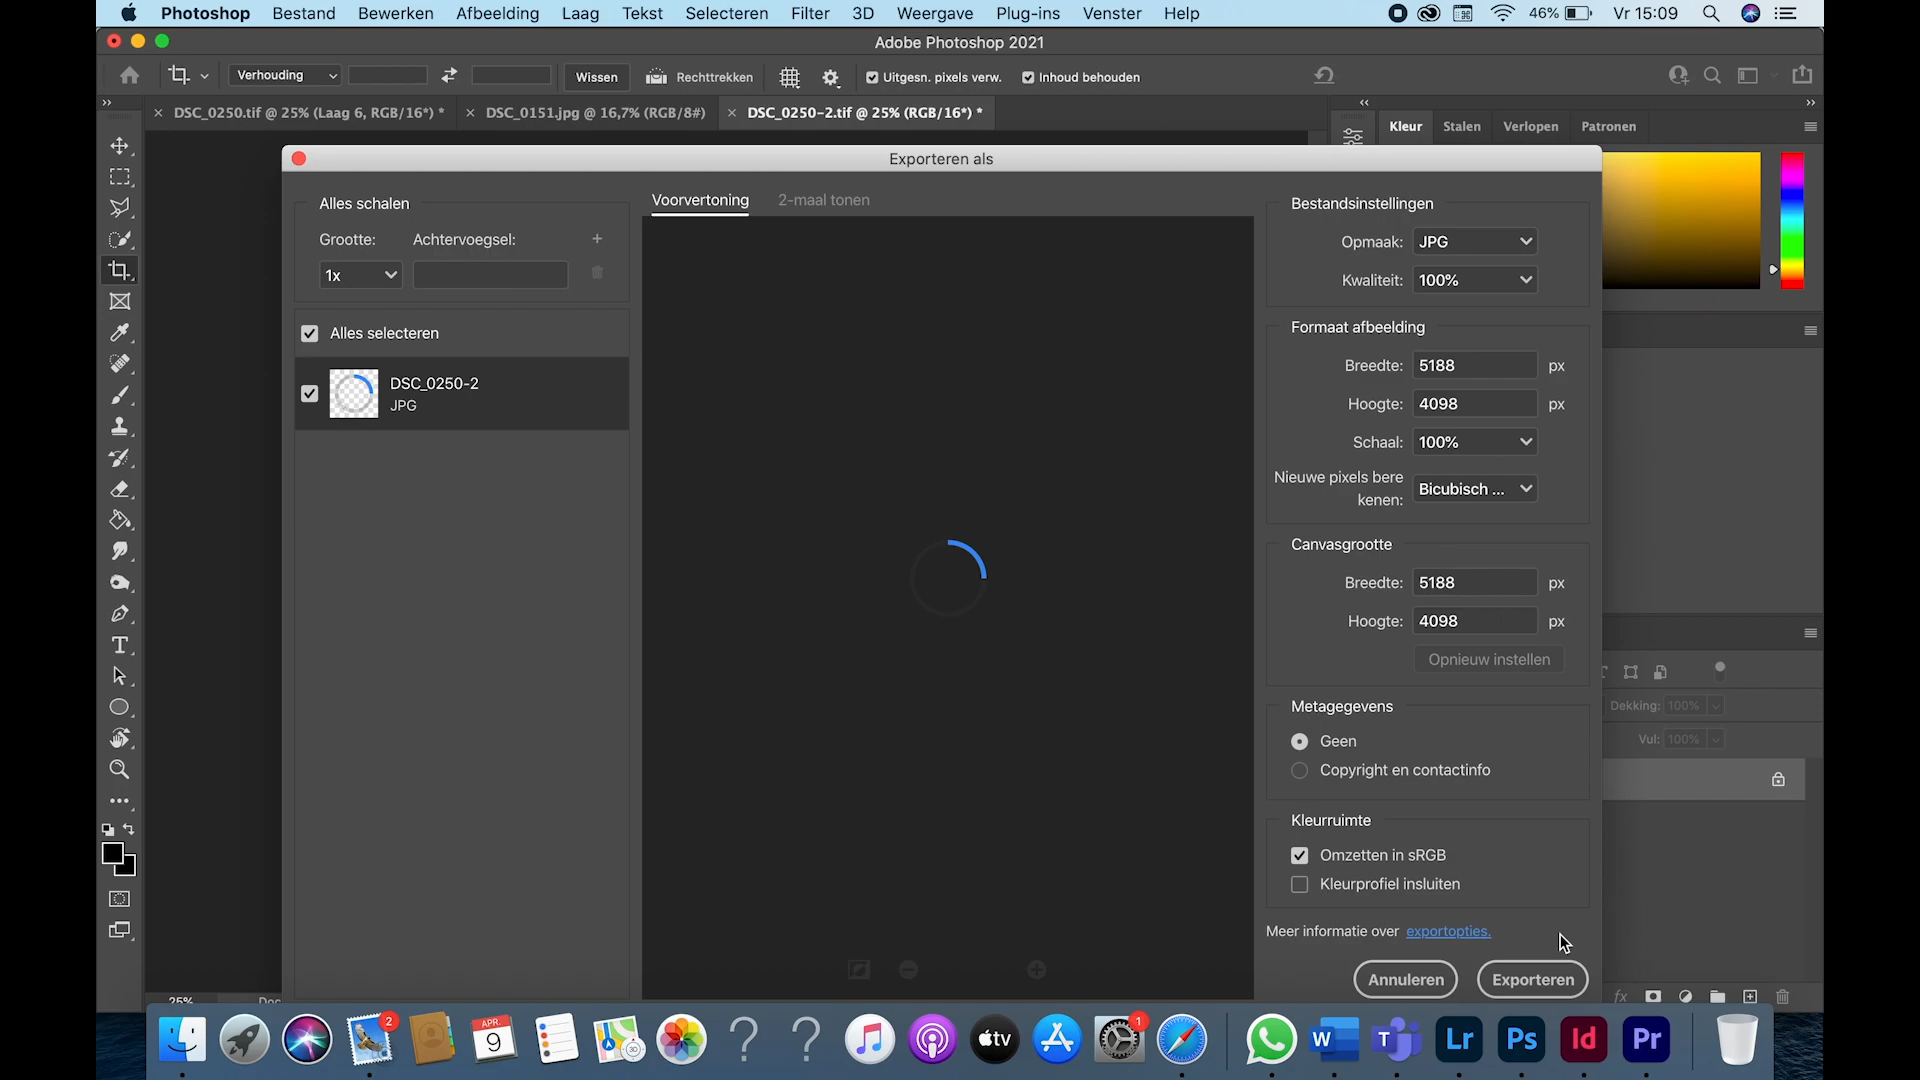 Photoshop Bestand Bewerken Afbeelding Laag Tekst Selecteren Filter 3D Weergave Plug-ins Venster Help 46% Vr 15:09
Adobe Photoshop 2021
Verhouding Wissen Rechttrekken Uitgesn. pixels verw. Inhoud behouden
DSC_0250.tif @ 25% (Laag 6, RGB/16*) * DSC_0151.jpg @ 16,7% (RGB/8#) DSC_0250-2.tif @ 25% (RGB/16*) *
Kleur Stalen Verlopen Patronen
Exporteren als
Alles schalen
Grootte: Achtervoegsel:
1x
Alles selecteren
DSC_0250-2
JPG
Voorvertoning 2-maal tonen
Bestandsinstellingen
Opmaak: JPG
Kwaliteit: 100%
Formaat afbeelding
Breedte: 5188 px
Hoogte: 4098 px
Schaal: 100%
Nieuwe pixels bere
kenen: Bicubisch ...
Canvasgrootte
Breedte: 5188 px
Hoogte: 4098 px
Opnieuw instellen
Metagegevens
Geen
Copyright en contactinfo
Kleurruimte
Omzetten in sRGB
Kleurprofiel insluiten
Meer informatie over exportopties.
Annuleren Exporteren
Dekking: 100%
Vul: 100%
fx
25% Doc
2 APR. 9 tv 1 W Lr Ps Id Pr